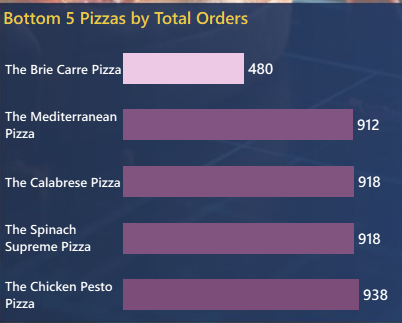 Bottom 5 Pizzas by Total Orders
The Brie Carre Pizza 480
The Mediterranean
Pizza 912
The Calabrese Pizza 918
The Spinach
Supreme Pizza 918
The Chicken Pesto
Pizza 938